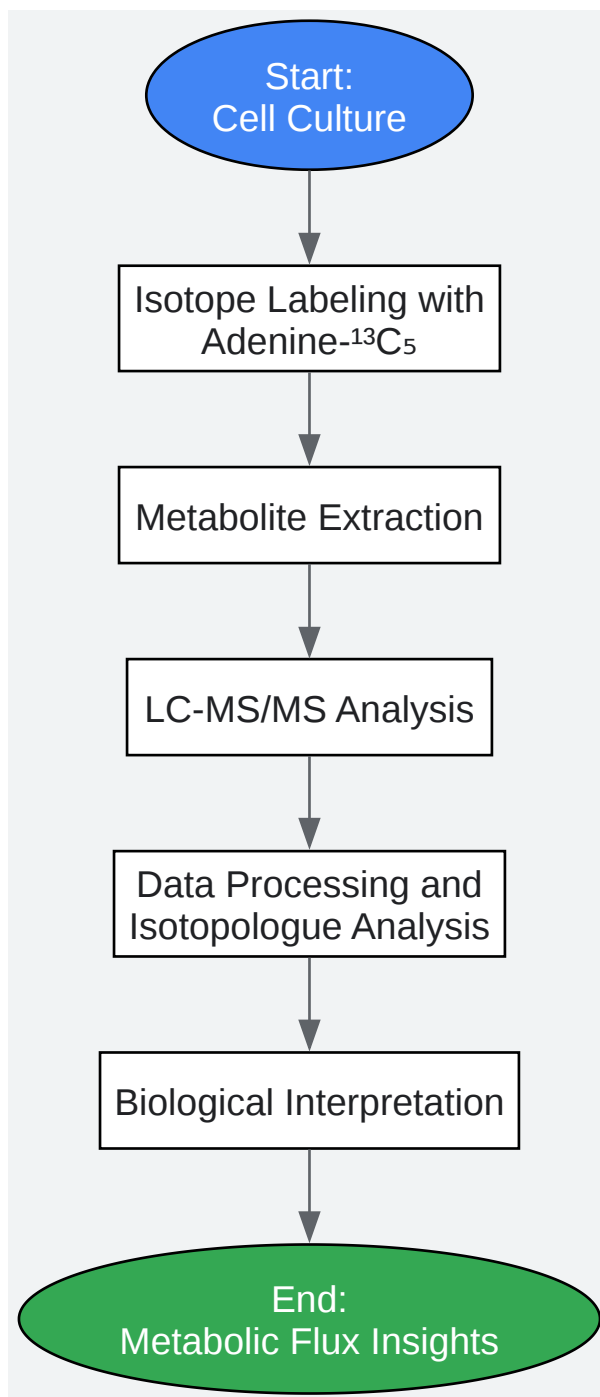 Start:
Cell Culture
Isotope Labeling with
Adenine-¹³C₅
Metabolite Extraction
LC-MS/MS Analysis
Data Processing and
Isotopologue Analysis
Biological Interpretation
End:
Metabolic Flux Insights